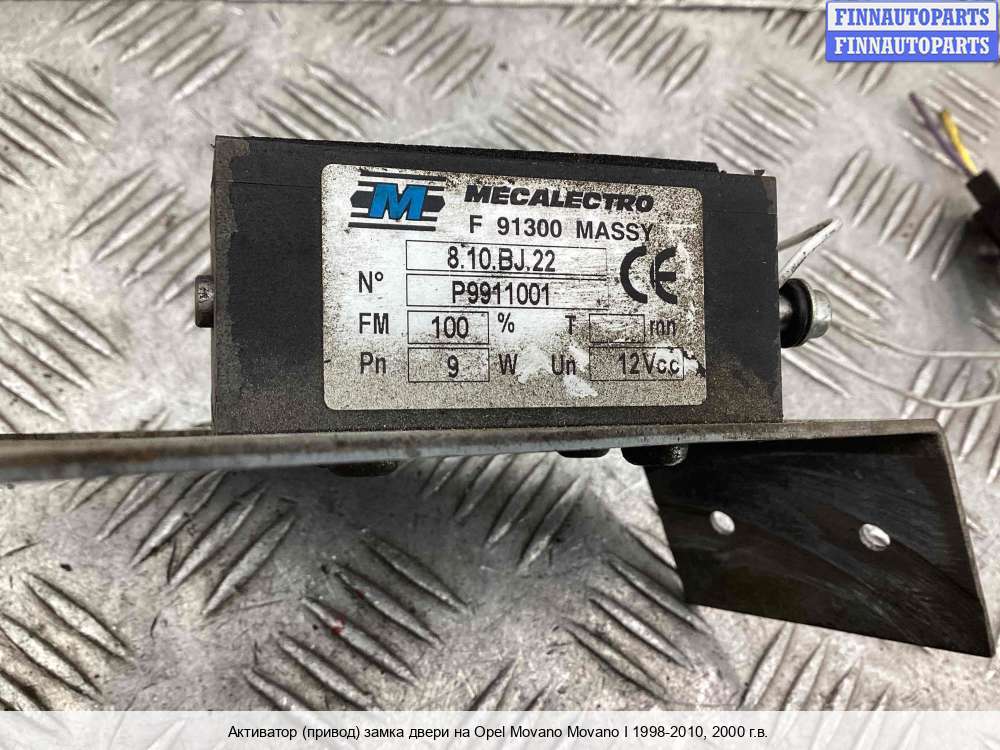 FINNAUTOPARTS
FINNAUTOPARTS
M MECALECTRO
F 91300 MASSY
8.10.BJ.22
N° P9911001
CE
FM 100 % T mn
Pn 9 W Un 12Vcc
Активатор (привод) замка двери на Opel Movano Movano I 1998-2010, 2000 г.в.